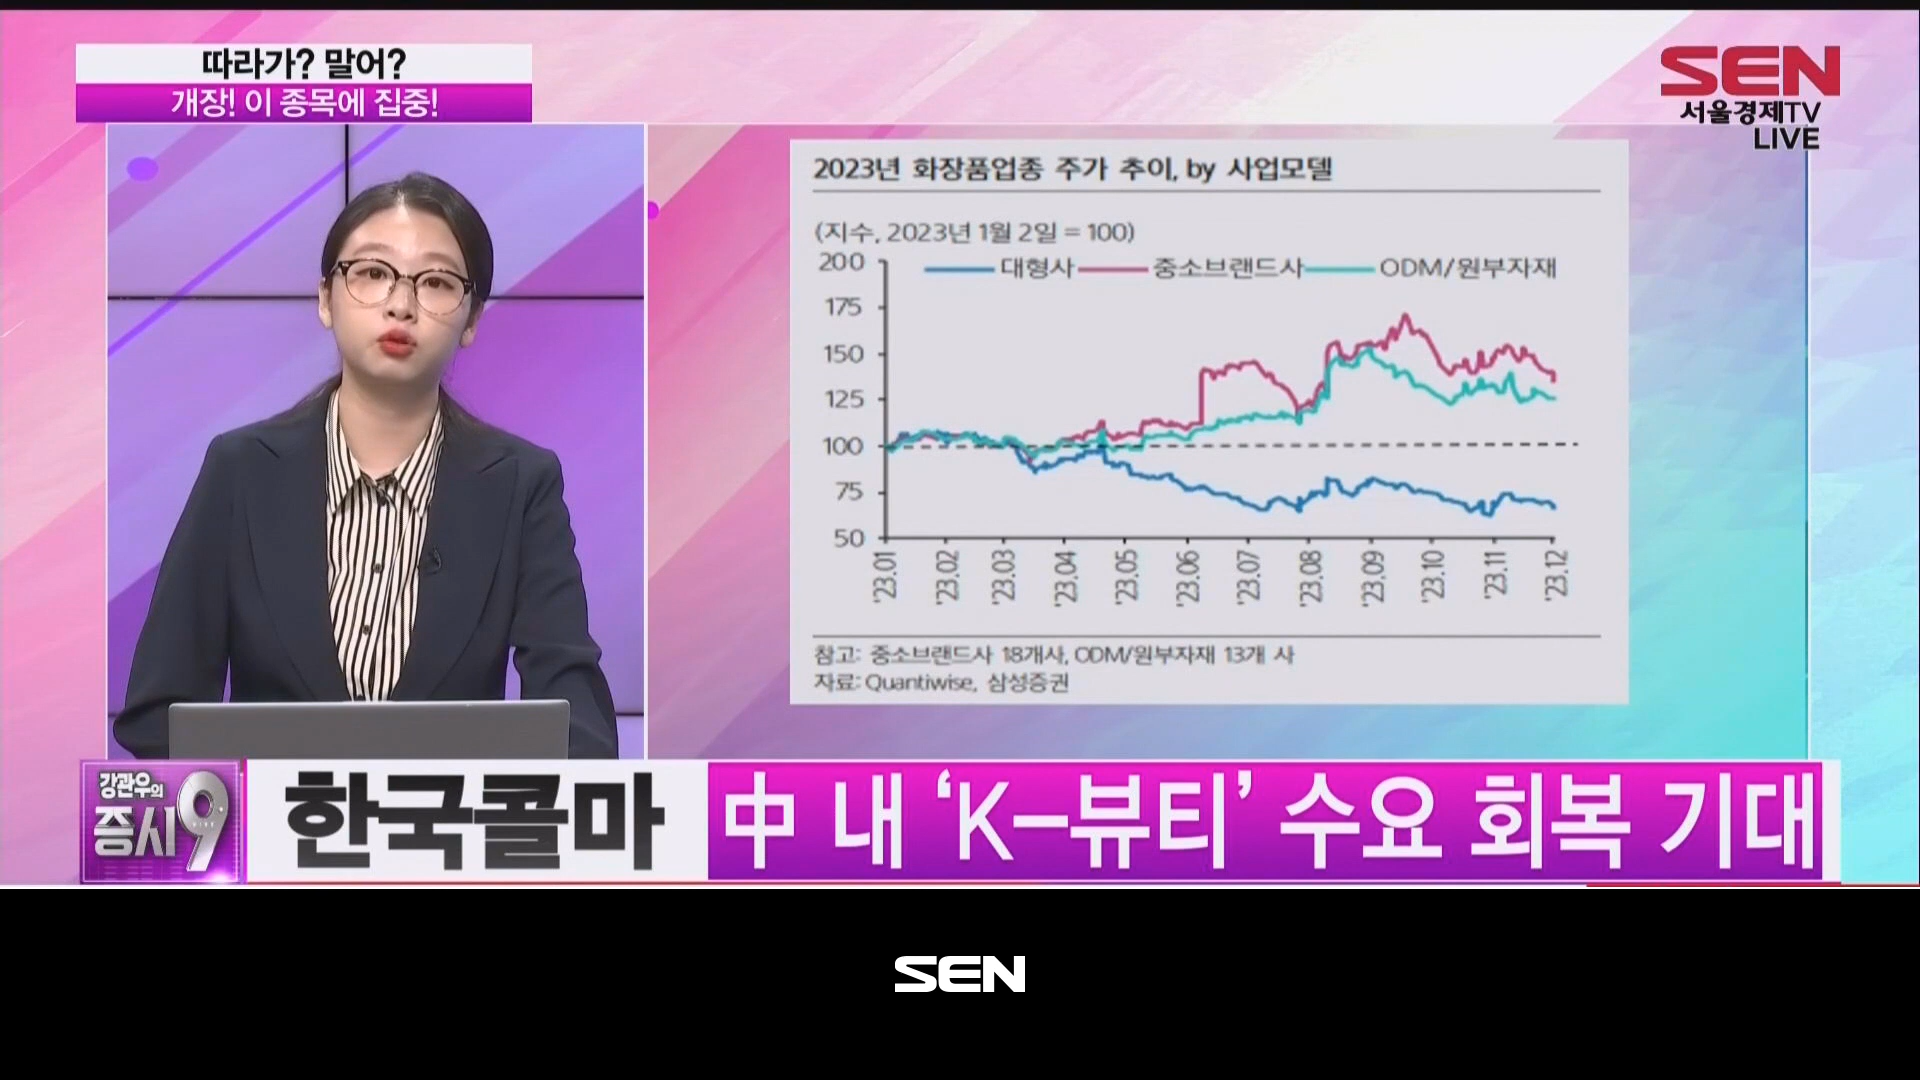 따라가? 말어?
개장! 이 종목에 집중!
SEN
서울경제TV
LIVE
2023년 화장품업종 주가 추이, by 사업모델
(지수, 2023년 1월 2일 = 100)
대형사 중소브랜드사 ODM/원부자재
200
175
150
125
100
75
50
'23.01 '23.02 '23.03 '23.04 '23.05 '23.06 '23.07 '23.08 '23.09 '23.10 '23.11 '23.12
참고: 중소브랜드사 18개사, ODM/원부자재 13개 사
자료: Quantiwise, 삼성증권
강관우의
증시9
한국콜마 中 내 ‘K-뷰티’ 수요 회복 기대
SEN